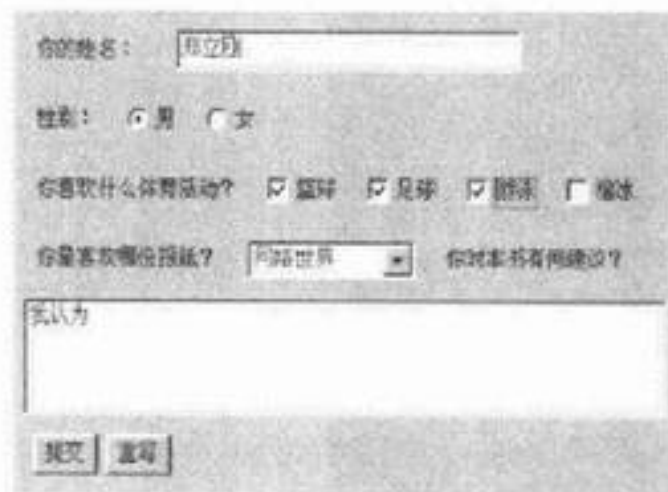 你的姓名：
性别： 男 女
你喜欢什么体育活动？ 篮球 足球 游泳 溜冰
你最喜欢哪份报纸？ 网络世界 你对本书有何建议？
我认为
提交 重写